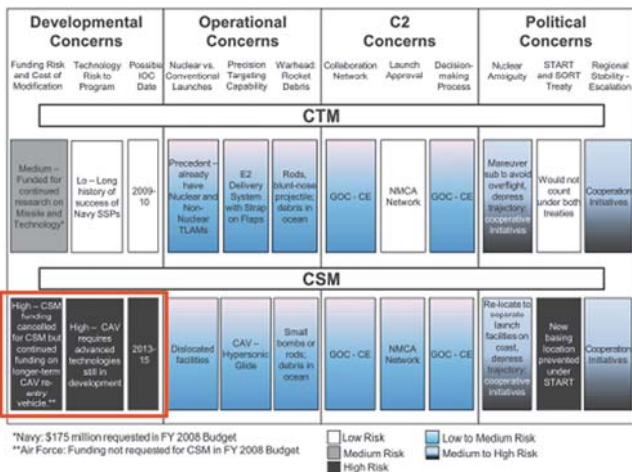 Developmental Concerns
Operational Concerns
C2 Concerns
Political Concerns
Funding Risk and Cost of Modification
Technology Risk to Program
Possible IOC Date
Nuclear vs. Conventional Launches
Precision Targeting Capability
Warhead: Rocket Debris
Collaboration Network
Launch Approval
Decision-making Process
Nuclear Ambiguity
START and SORT Treaty
Regional Stability - Escalation
CTM
Medium – Funded for continued research on Missile and Technology*
Lo – Long history of success of Navy SSPs
2009-10
Precedent – already have Nuclear and Non-Nuclear TLAMs
E2 Delivery System with Strap on Flaps
Rods, blunt-nose projectile; debris in ocean
GOC - CE
NMCA Network
GOC - CE
Maneuver sub to avoid overflight, depress trajectory; cooperative Initiatives
Would not count under both treaties
Cooperation Initiatives
CSM
High – CSM funding cancelled for CSM but continued funding on longer-term CAV re-entry vehicle.**
High – CAV requires advanced technologies still in development
2013-15
Dislocated facilities
CAV – Hypersonic Glide
Small bombs or rods; debris in ocean
GOC - CE
NMCA Network
GOC - CE
Re-locate to separate launch facilities on coast, depress trajectory; cooperative initiatives
New basing location prevented under START
Cooperation Initiatives
*Navy: $175 million requested in FY 2008 Budget
**Air Force: Funding not requested for CSM in FY 2008 Budget
Low Risk
Medium Risk
High Risk
Low to Medium Risk
Medium to High Risk